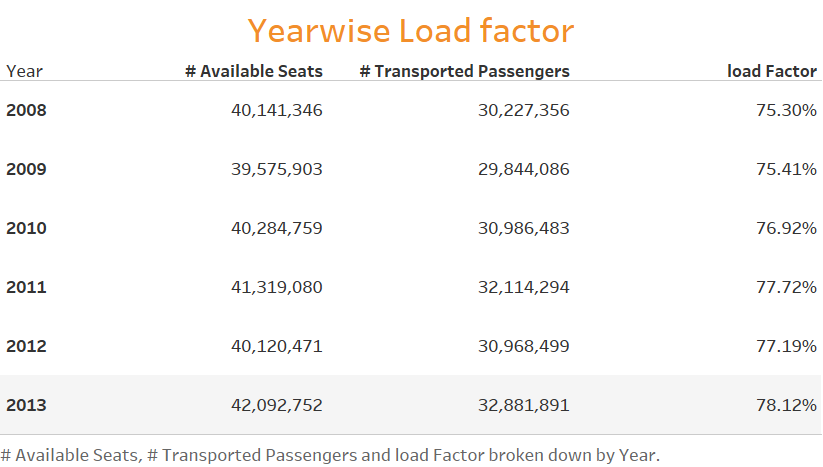 Yearwise Load factor
Year # Available Seats # Transported Passengers load Factor
2008 40,141,346 30,227,356 75.30%
2009 39,575,903 29,844,086 75.41%
2010 40,284,759 30,986,483 76.92%
2011 41,319,080 32,114,294 77.72%
2012 40,120,471 30,968,499 77.19%
2013 42,092,752 32,881,891 78.12%
# Available Seats, # Transported Passengers and load Factor broken down by Year.